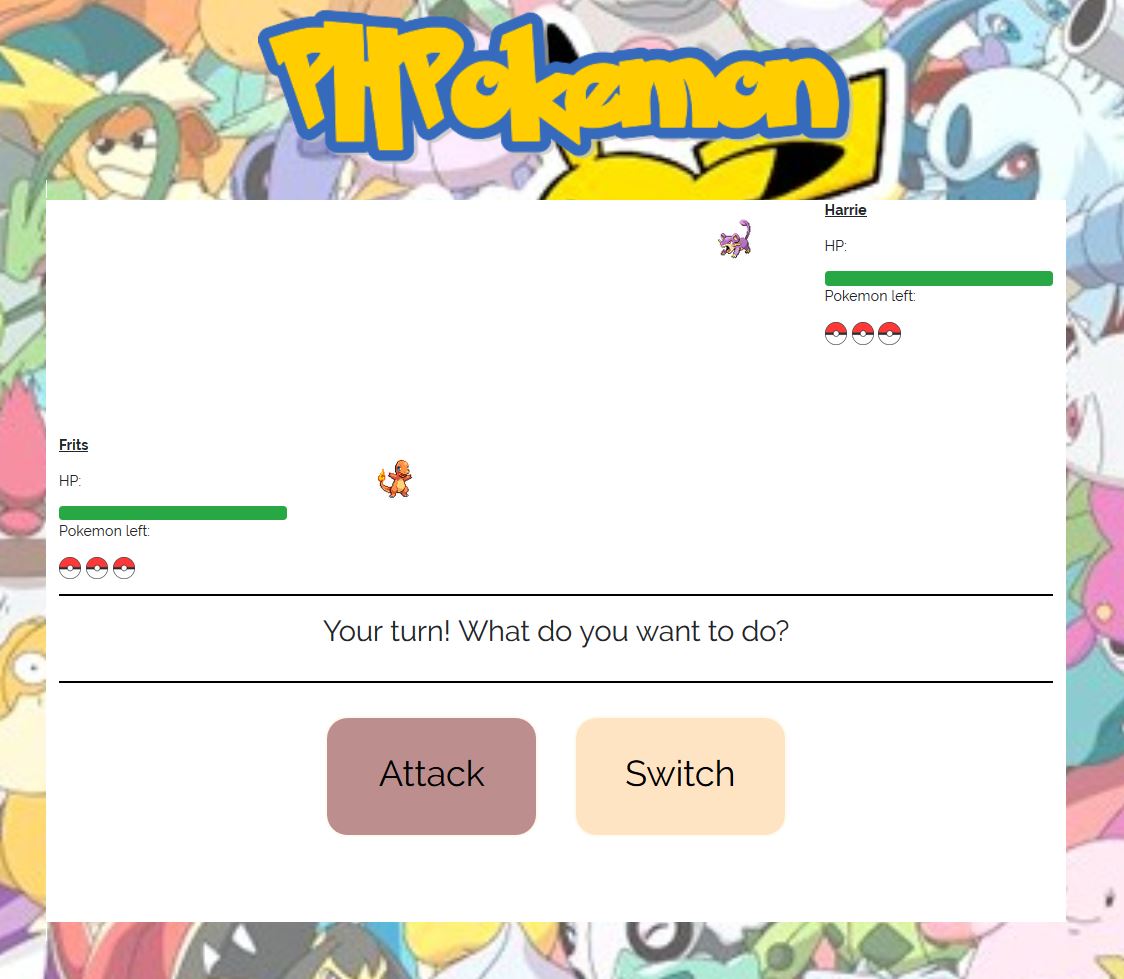 PHPokemon
Harrie
HP:
Pokemon left:
Frits
HP:
Pokemon left:
Your turn! What do you want to do?
Attack
Switch